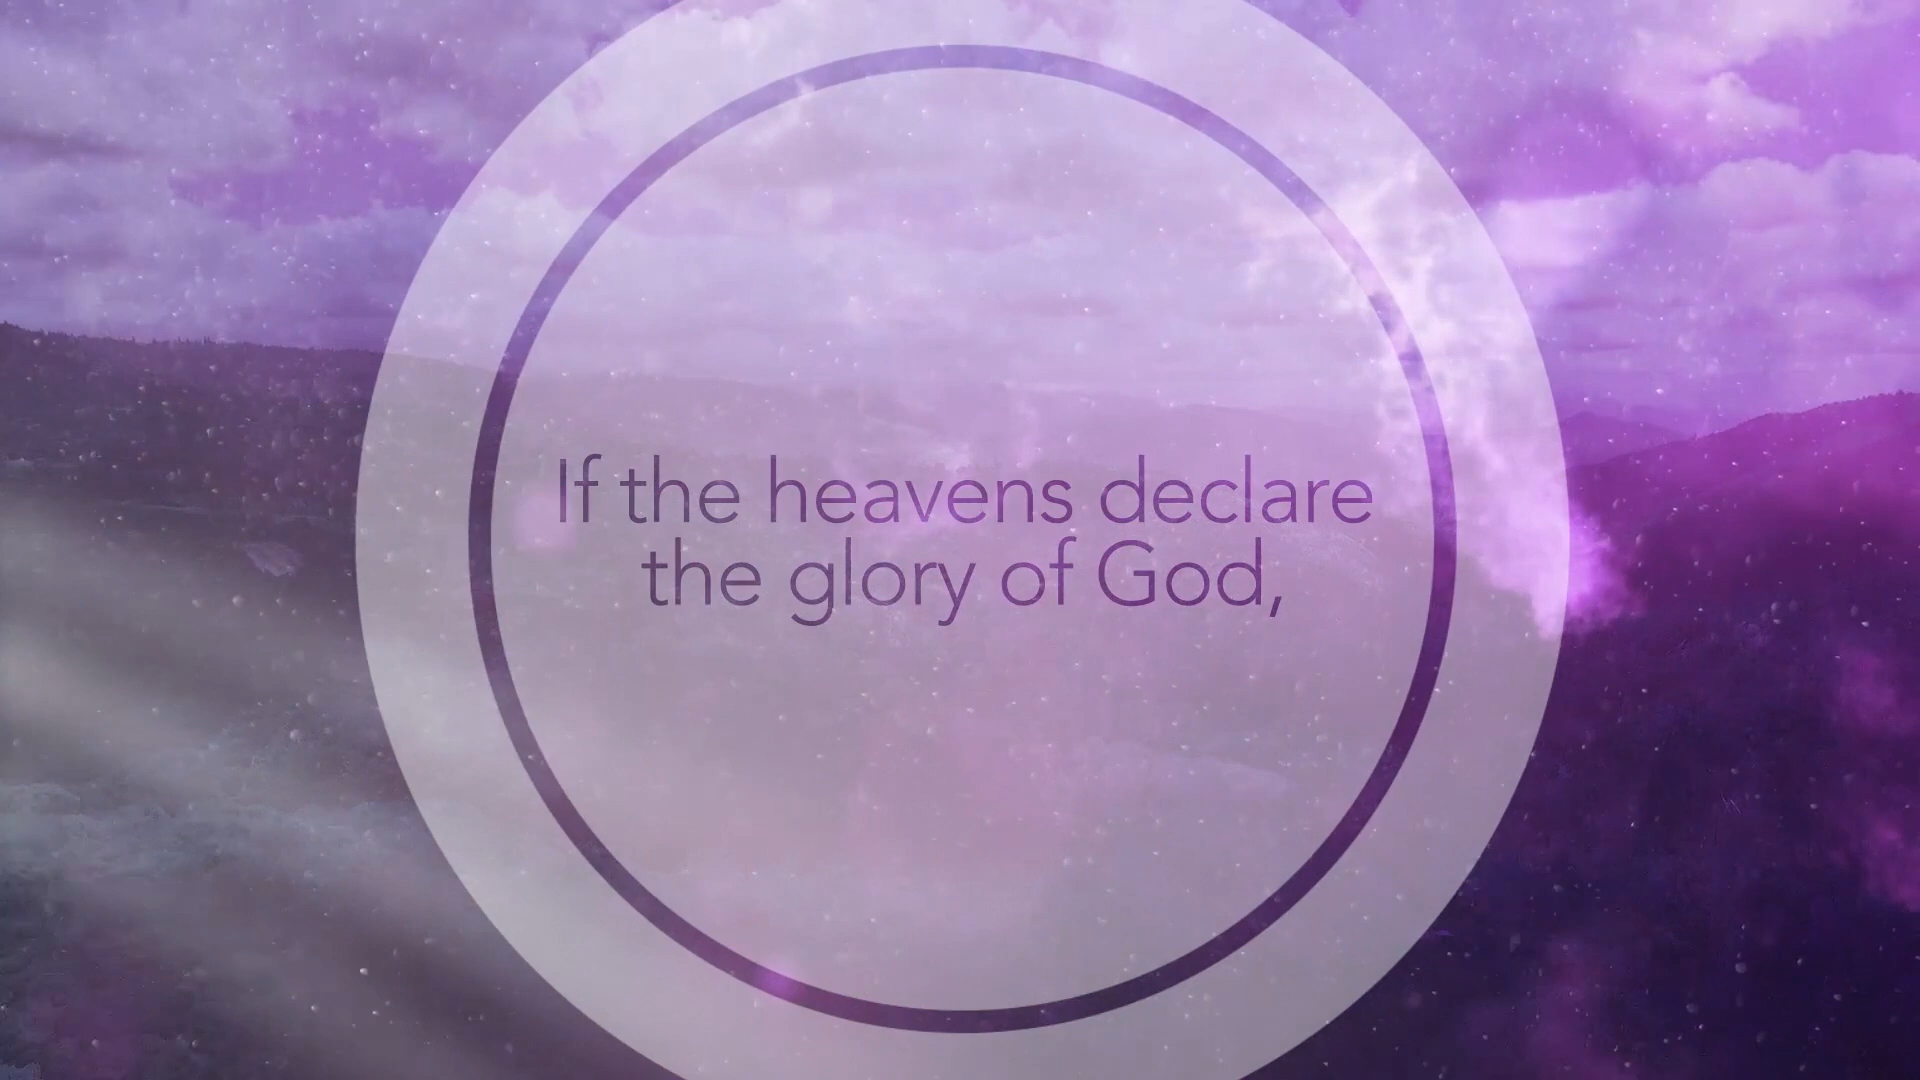 If the heavens declare
the glory of God,